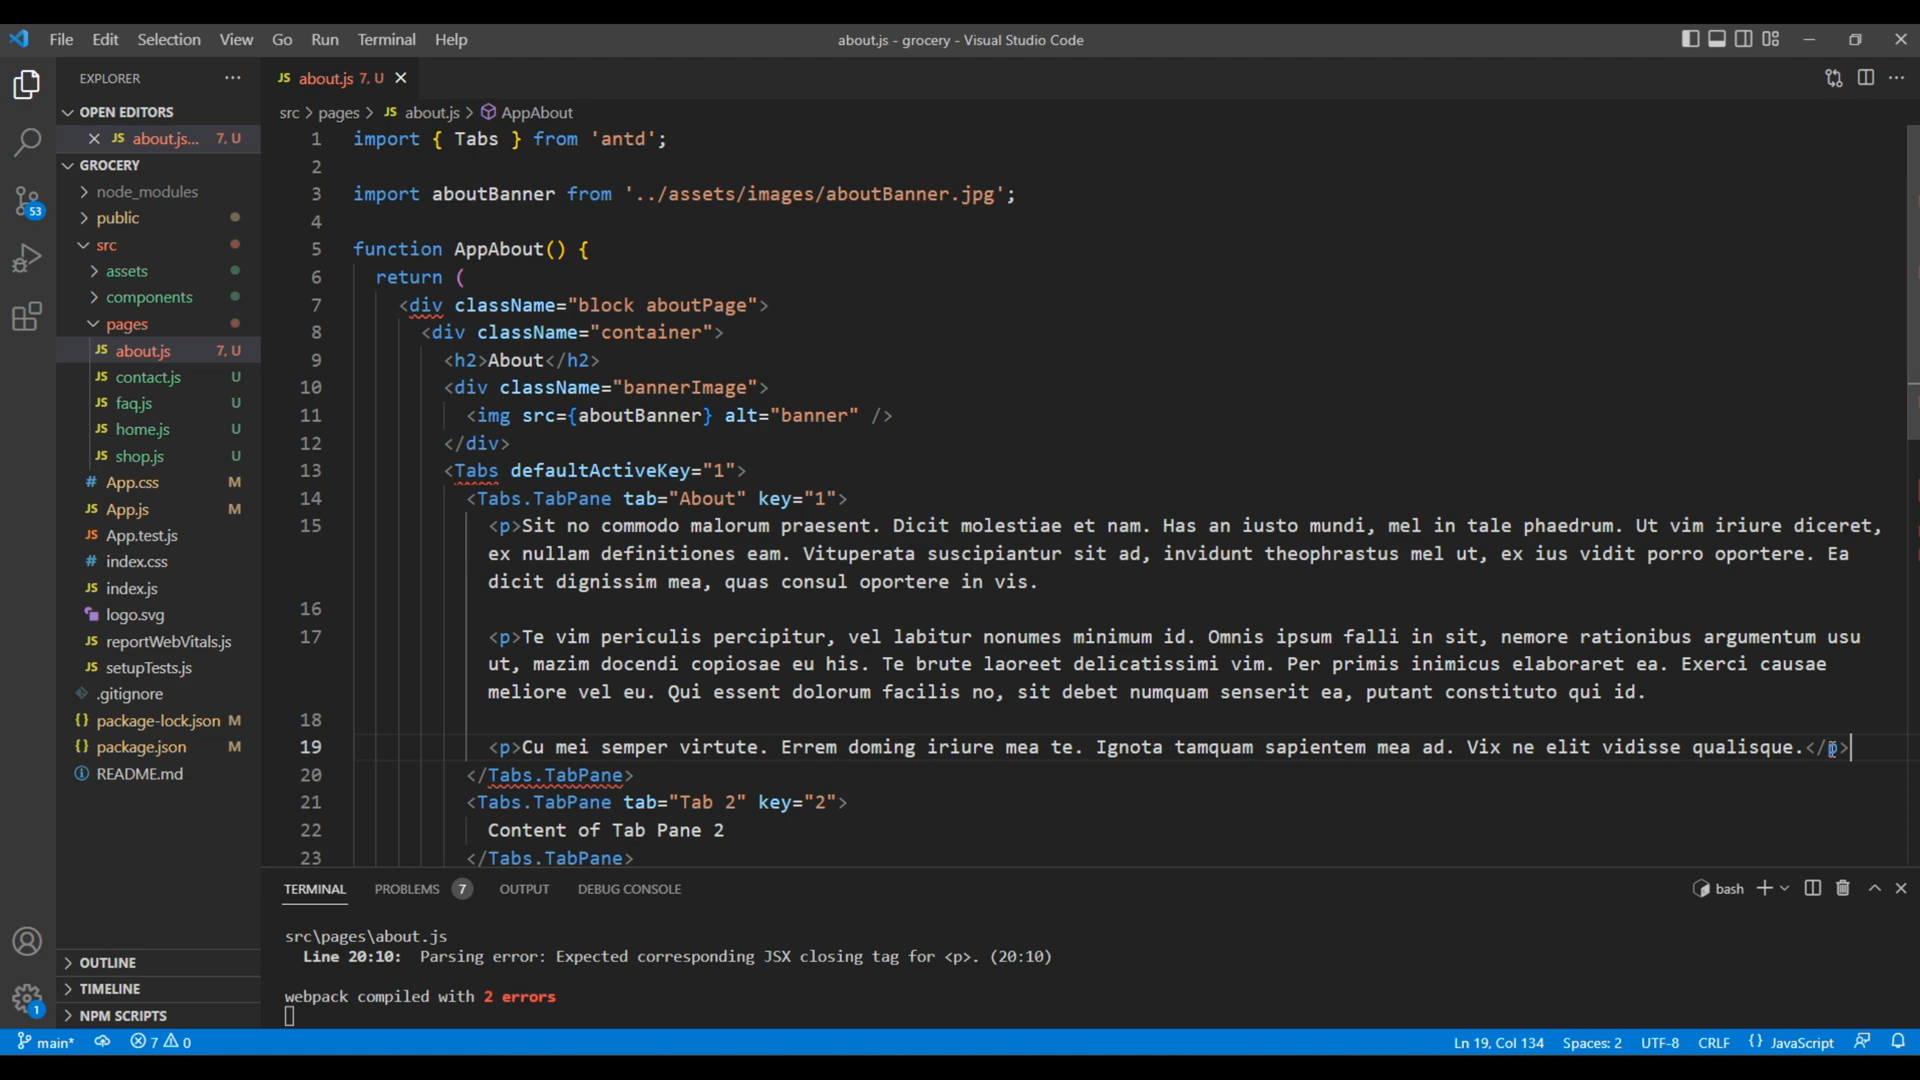 File Edit Selection View Go Run Terminal Help
about.js - grocery - Visual Studio Code
EXPLORER
JS about.js 7, U
OPEN EDITORS
src > pages > JS about.js > AppAbout
JS about.js... 7, U
GROCERY
node_modules
public
src
assets
components
pages
JS about.js 7, U
JS contact.js U
JS faq.js U
JS home.js U
JS shop.js U
# App.css M
JS App.js M
JS App.test.js
# index.css
JS index.js
logo.svg
JS reportWebVitals.js
JS setupTests.js
.gitignore
{} package-lock.json M
{} package.json M
README.md
OUTLINE
TIMELINE
NPM SCRIPTS
53
1
1 import { Tabs } from 'antd';
2
3 import aboutBanner from '../assets/images/aboutBanner.jpg';
4
5 function AppAbout() {
6 return (
7 <div className="block aboutPage">
8 <div className="container">
9 <h2>About</h2>
10 <div className="bannerImage">
11 <img src={aboutBanner} alt="banner" />
12 </div>
13 <Tabs defaultActiveKey="1">
14 <Tabs.TabPane tab="About" key="1">
15 <p>Sit no commodo malorum praesent. Dicit molestiae et nam. Has an iusto mundi, mel in tale phaedrum. Ut vim iriure diceret,
ex nullam definitiones eam. Vituperata suscipiantur sit ad, invidunt theophrastus mel ut, ex ius vidit porro oportere. Ea
dicit dignissim mea, quas consul oportere in vis.
16
17 <p>Te vim periculis percipitur, vel labitur nonumes minimum id. Omnis ipsum falli in sit, nemore rationibus argumentum usu
ut, mazim docendi copiosae eu his. Te brute laoreet delicatissimi vim. Per primis inimicus elaboraret ea. Exerci causae
meliore vel eu. Qui essent dolorum facilis no, sit debet numquam senserit ea, putant constituto qui id.
18
19 <p>Cu mei semper virtute. Errem doming iriure mea te. Ignota tamquam sapientem mea ad. Vix ne elit vidisse qualisque.</p>
20 </Tabs.TabPane>
21 <Tabs.TabPane tab="Tab 2" key="2">
22 Content of Tab Pane 2
23 </Tabs.TabPane>
TERMINAL PROBLEMS 7 OUTPUT DEBUG CONSOLE
bash
src\pages\about.js
Line 20:10: Parsing error: Expected corresponding JSX closing tag for <p>. (20:10)
webpack compiled with 2 errors
main* 7 0
Ln 19, Col 134 Spaces: 2 UTF-8 CRLF {} JavaScript